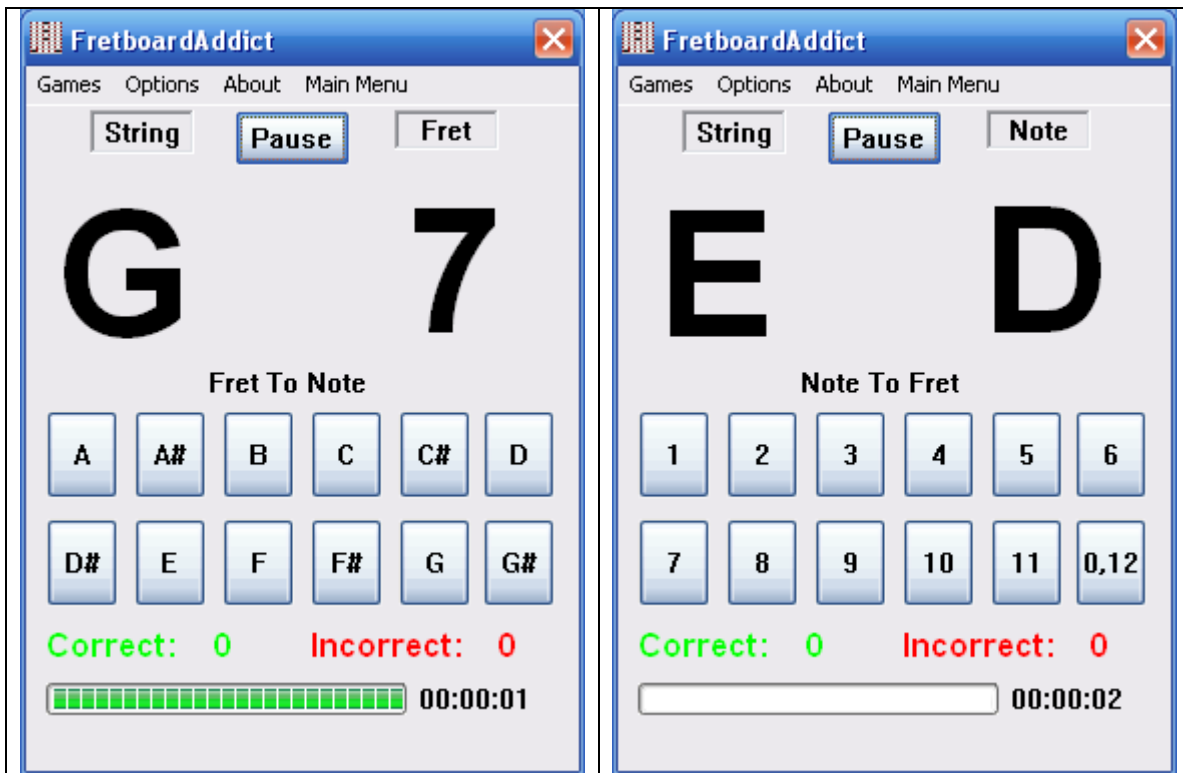 FretboardAddict
Games Options About Main Menu
String Pause Fret
G 7
Fret To Note
A A# B C C# D
D# E F F# G G#
Correct: 0 Incorrect: 0
00:00:01
FretboardAddict
Games Options About Main Menu
String Pause Note
E D
Note To Fret
1 2 3 4 5 6
7 8 9 10 11 0,12
Correct: 0 Incorrect: 0
00:00:02